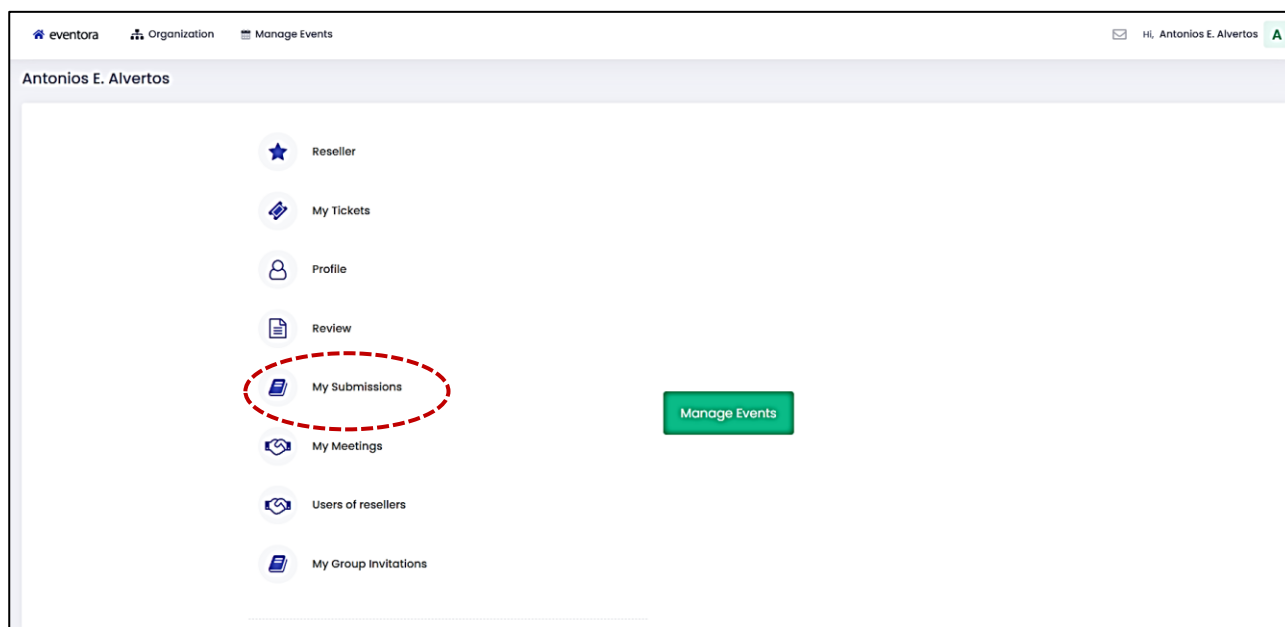 eventora Organization Manage Events Hi, Antonios E. Alvertos A
Antonios E. Alvertos
Reseller
My Tickets
Profile
Review
My Submissions
My Meetings
Users of resellers
My Group Invitations
Manage Events